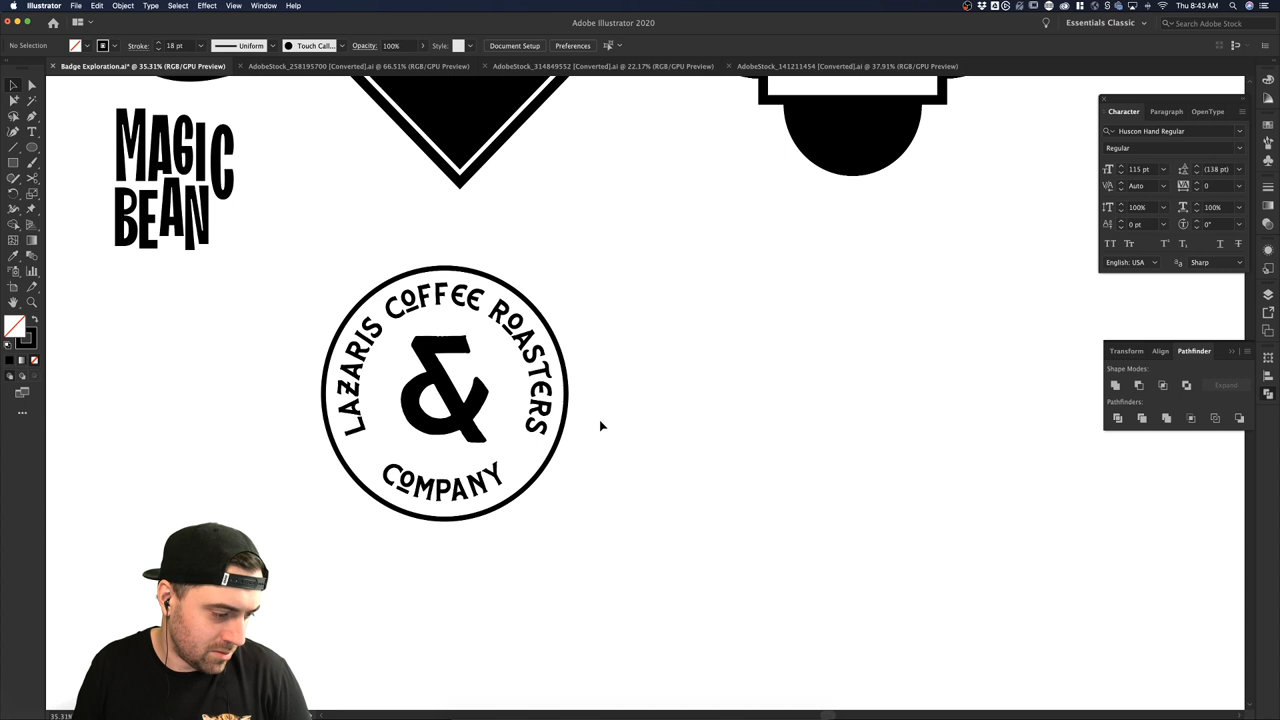 Illustrator File Edit Object Type Select Effect View Window Help
Thu 8:43 AM
Adobe Illustrator 2020
Essentials Classic
Search Adobe Stock
No Selection
Stroke: 18 pt
Uniform
Touch Call...
Opacity: 100%
Style:
Document Setup
Preferences
Badge Exploration.ai* @ 35.31% (RGB/GPU Preview)
AdobeStock_258195700 [Converted].ai @ 66.51% (RGB/GPU Preview)
AdobeStock_314849552 [Converted].ai @ 22.17% (RGB/GPU Preview)
AdobeStock_141211454 [Converted].ai @ 37.91% (RGB/GPU Preview)
MAGIC
BEAN
LAZARIS COFFEE ROASTERS
&
COMPANY
Character Paragraph OpenType
Huscon Hand Regular
Regular
115 pt (138 pt)
Auto 0
100% 100%
0 pt 0°
English: USA Sharp
Transform Align Pathfinder
Shape Modes:
Expand
Pathfinders:
35.31%